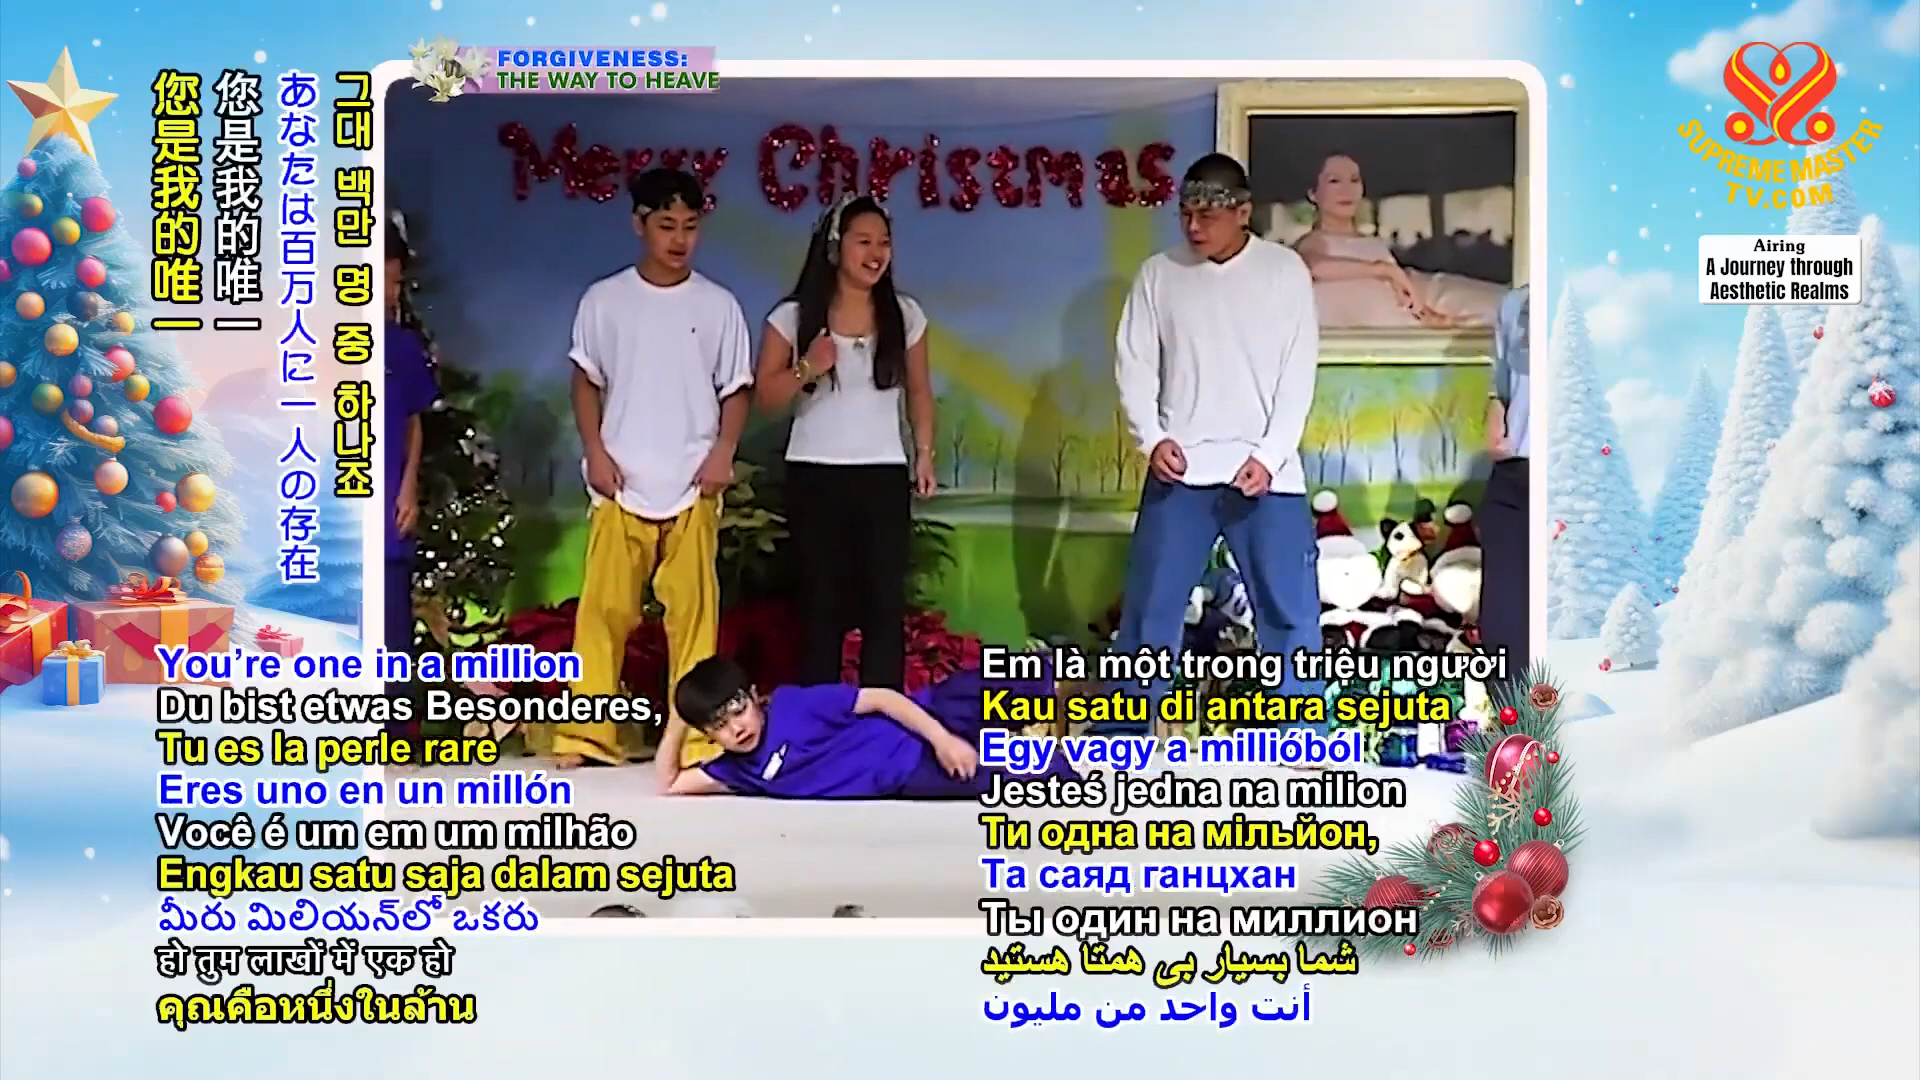 FORGIVENESS:
THE WAY TO HEAVE
SUPREME MASTER
TV.COM
Airing
A Journey through
Aesthetic Realms
Merry Christmas
您是我的唯一
您是我的唯一
あなたは百万人に一人の存在
그대 백만 명 중 하나죠
You're one in a million
Du bist etwas Besonderes,
Tu es la perle rare
Eres uno en un millón
Você é um em um milhão
Engkau satu saja dalam sejuta
మీరు మిలియన్‌లో ఒకరు
हो तुम लाखों में एक हो
คุณคือหนึ่งในล้าน
Em là một trong triệu người
Kau satu di antara sejuta
Egy vagy a millióból
Jesteś jedna na milion
Ти одна на мільйон,
Та саяд ганцхан
Ты один на миллион
شما بسیار بی همتا هستید
أنت واحد من مليون